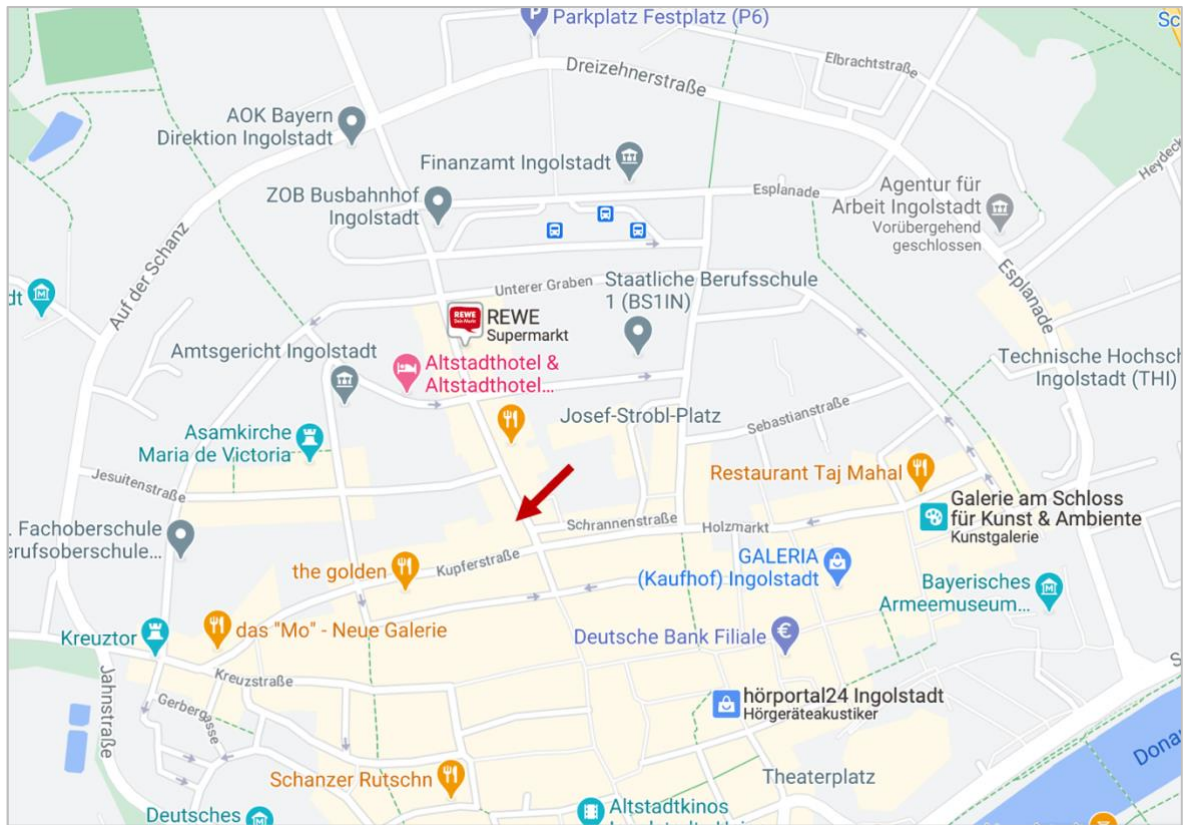 Parkplatz Festplatz (P6)
Sc
Dreizehnerstraße
Elbrachtstraße
AOK Bayern
Direktion Ingolstadt
Finanzamt Ingolstadt
Heydeck
ZOB Busbahnhof
Ingolstadt
Esplanade
Agentur für
Arbeit Ingolstadt
Vorübergehend
geschlossen
Auf der Schanz
Unterer Graben
Staatliche Berufsschule
1 (BS1IN)
Esplanade
dt
REWE
REWE
Supermarkt
Amtsgericht Ingolstadt
Altstadthotel &
Altstadthotel...
Technische Hochsch
Ingolstadt (THI)
Josef-Strobl-Platz
Sebastianstraße
Asamkirche
Maria de Victoria
Jesuitenstraße
Restaurant Taj Mahal
Galerie am Schloss
für Kunst & Ambiente
Kunstgalerie
. Fachoberschule
erufsoberschule...
Schrannenstraße
Holzmarkt
Kupferstraße
the golden
GALERIA
(Kaufhof) Ingolstadt
Bayerisches
Armeemuseum...
das "Mo" - Neue Galerie
Kreuztor
Deutsche Bank Filiale
Kreuzstraße
Jahnstraße
Gerbergasse
hörportal24 Ingolstadt
Hörgeräteakustiker
Schanzer Rutschn
Theaterplatz
Dona
Deutsches
Altstadtkinos